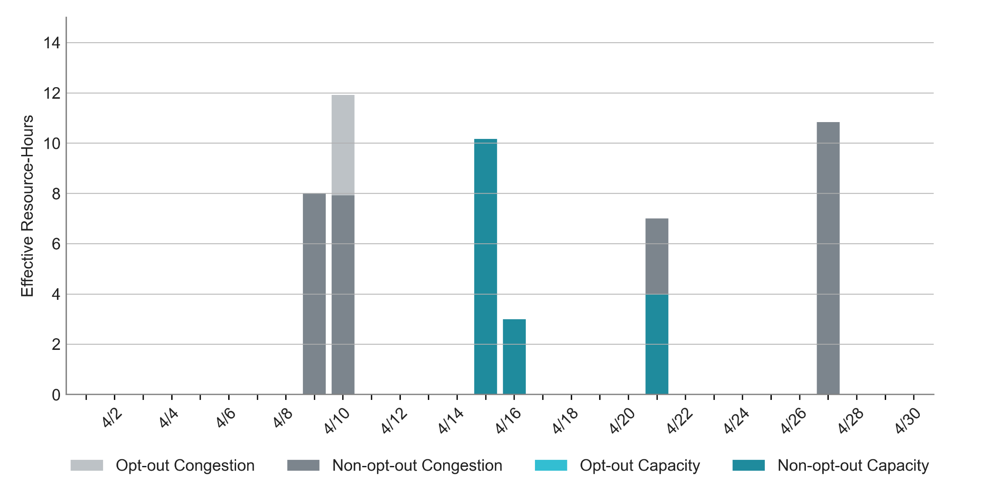 Effective Resource-Hours
14
12
10
8
6
4
2
0
4/2 4/4 4/6 4/8 4/10 4/12 4/14 4/16 4/18 4/20 4/22 4/24 4/26 4/28 4/30
Opt-out Congestion Non-opt-out Congestion Opt-out Capacity Non-opt-out Capacity